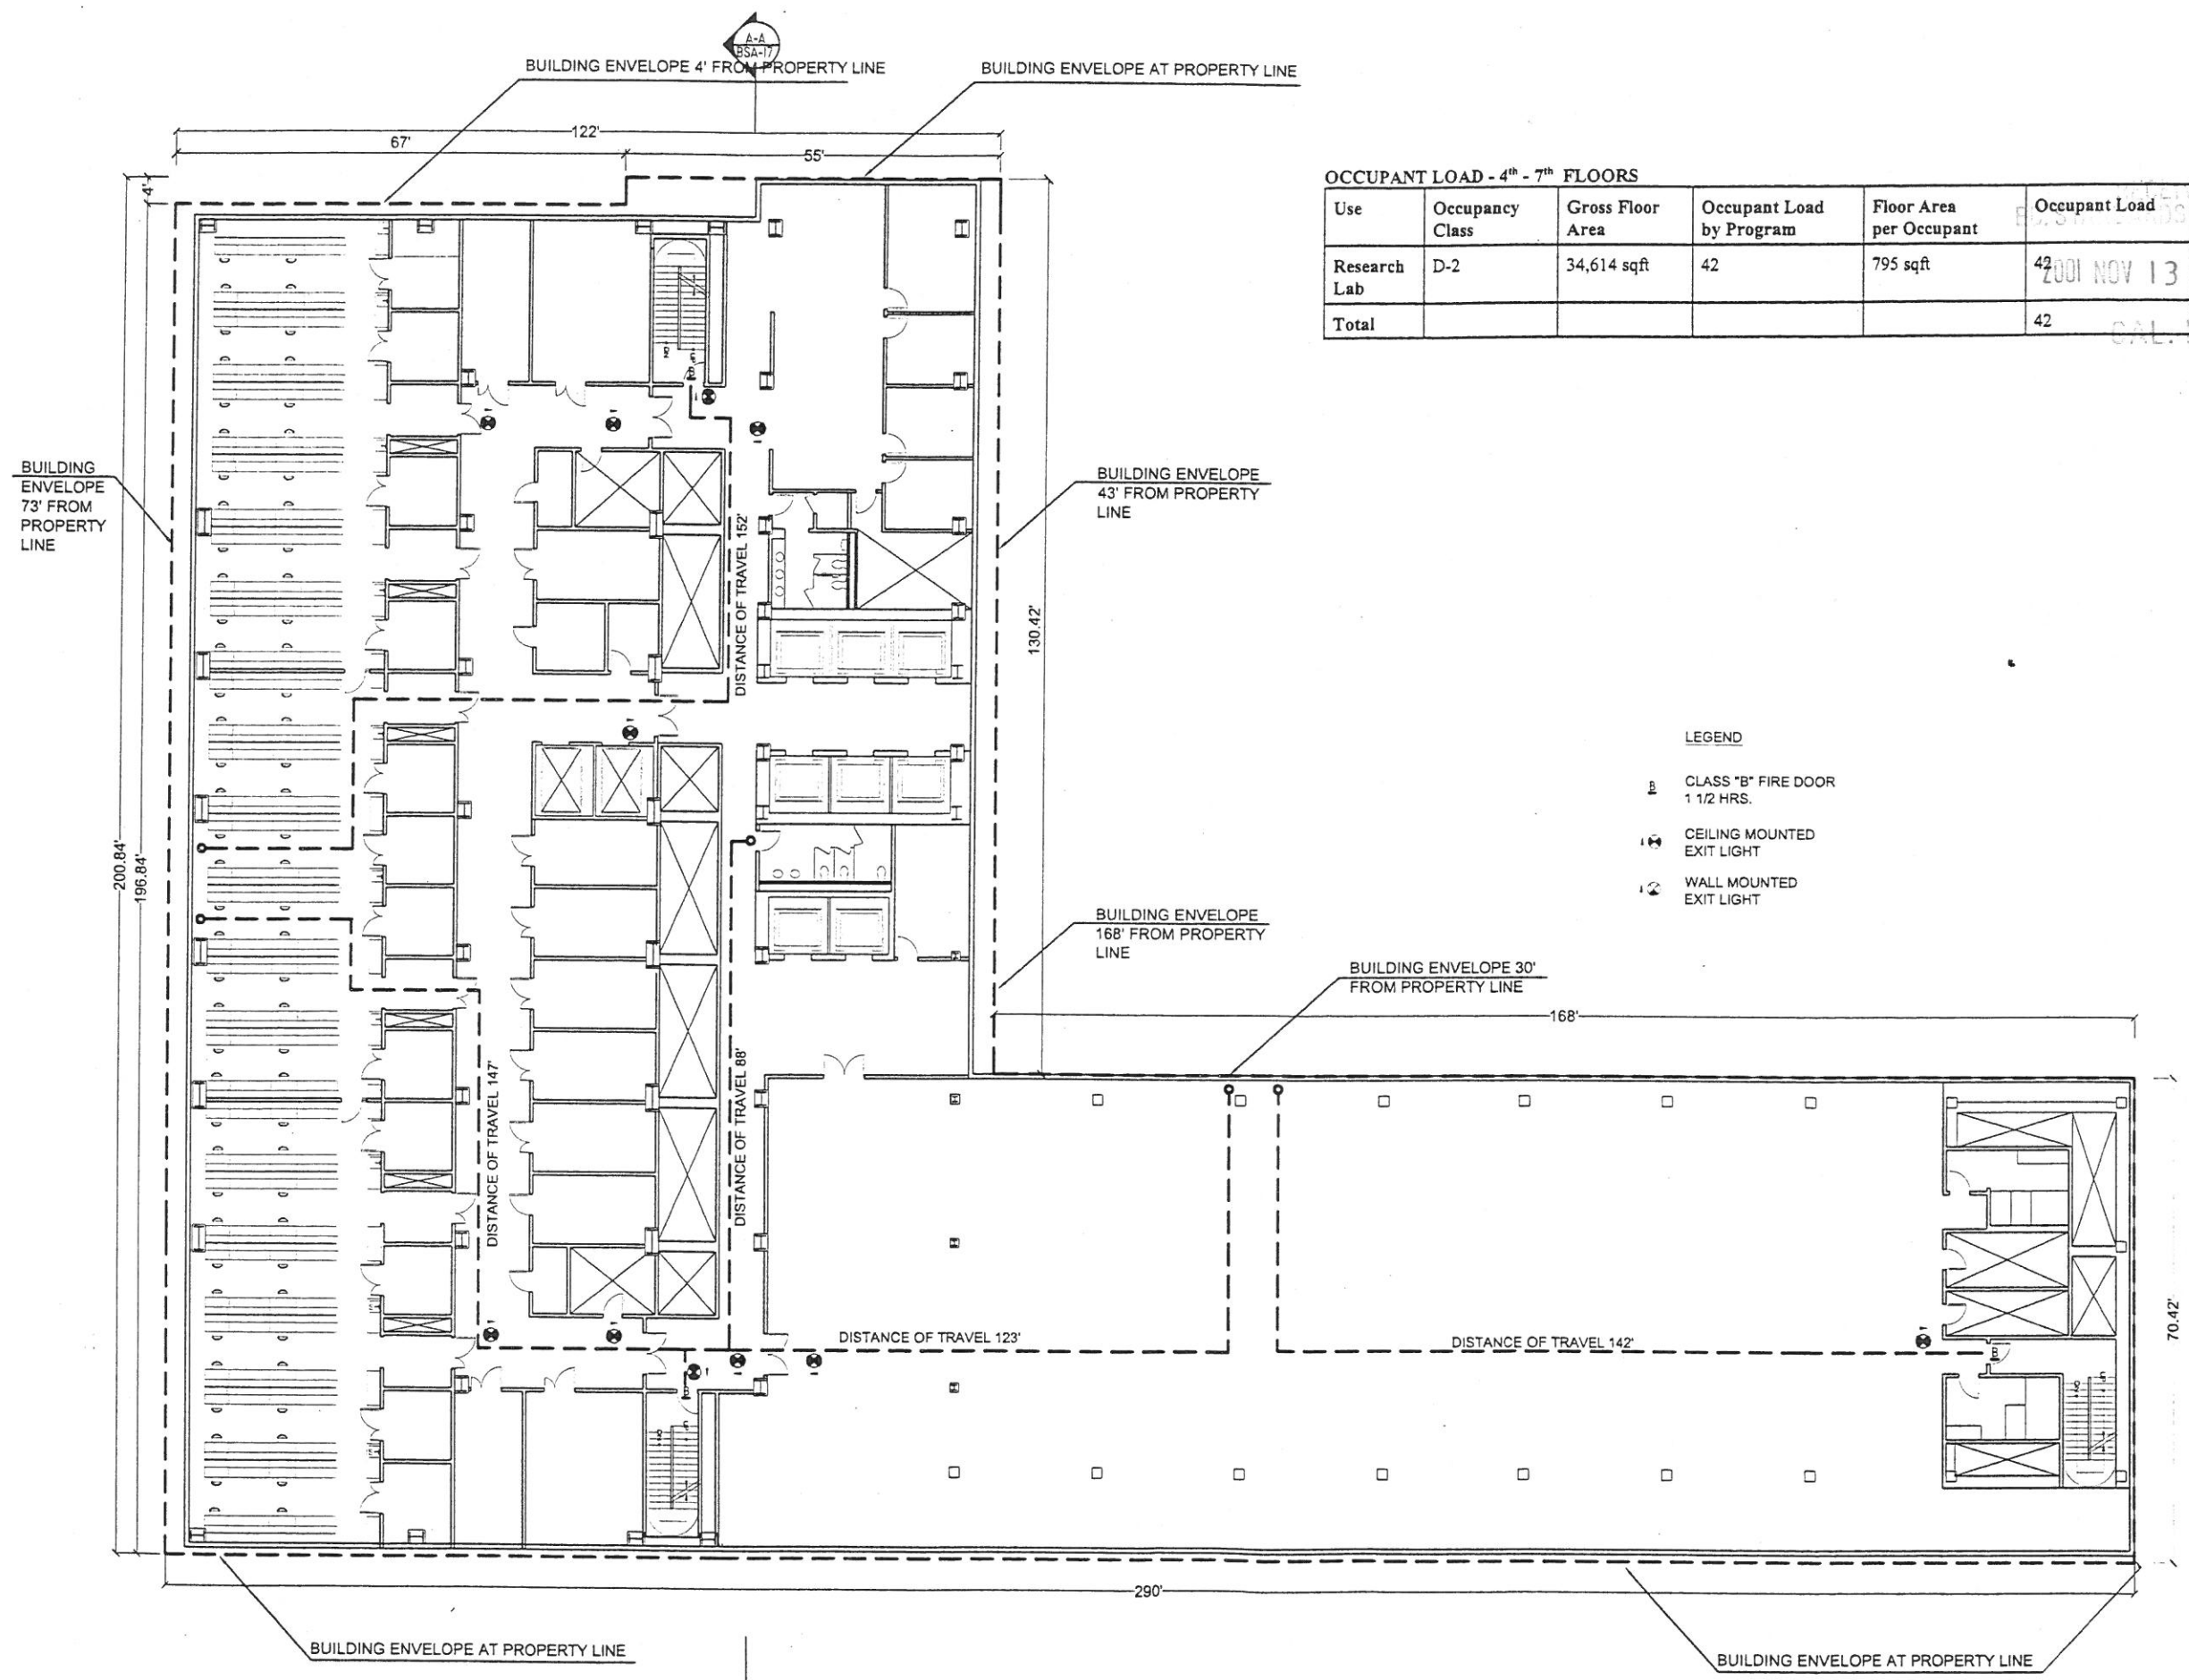 A-A
BSA-17
BUILDING ENVELOPE 4' FROM PROPERTY LINE
BUILDING ENVELOPE AT PROPERTY LINE
122'
67'
55'
4'
OCCUPANT LOAD - 4th - 7th FLOORS
Use
Occupancy
Class
Gross Floor
Area
Occupant Load
by Program
Floor Area
per Occupant
Occupant Load
Research
Lab
D-2
34,614 sqft
42
795 sqft
42
2001 NOV 13
Total
42
CAL.
DN
UP
B
BUILDING
ENVELOPE
73' FROM
PROPERTY
LINE
BUILDING ENVELOPE
43' FROM PROPERTY
LINE
DISTANCE OF TRAVEL 152'
130.42'
LEGEND
B
CLASS "B" FIRE DOOR
1 1/2 HRS.
CEILING MOUNTED
EXIT LIGHT
WALL MOUNTED
EXIT LIGHT
200.84'
196.84'
BUILDING ENVELOPE
168' FROM PROPERTY
LINE
BUILDING ENVELOPE 30'
FROM PROPERTY LINE
168'
DISTANCE OF TRAVEL 147'
DISTANCE OF TRAVEL 88'
70.42'
DISTANCE OF TRAVEL 123'
DISTANCE OF TRAVEL 142'
B
B
UP
DN
UP
DN
290'
BUILDING ENVELOPE AT PROPERTY LINE
BUILDING ENVELOPE AT PROPERTY LINE